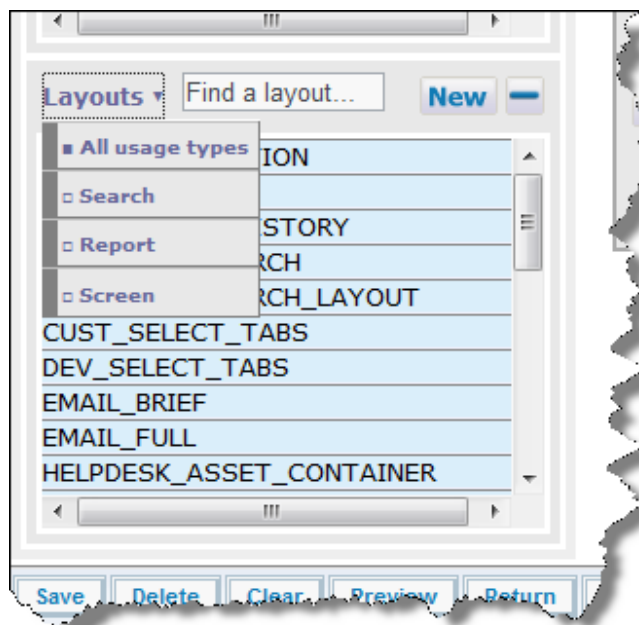 Layouts Find a layout... New
All usage types
TION
Search
STORY
Report
RCH
Screen
RCH_LAYOUT
CUST_SELECT_TABS
DEV_SELECT_TABS
EMAIL_BRIEF
EMAIL_FULL
HELPDESK_ASSET_CONTAINER
Save Delete Clear Preview Return